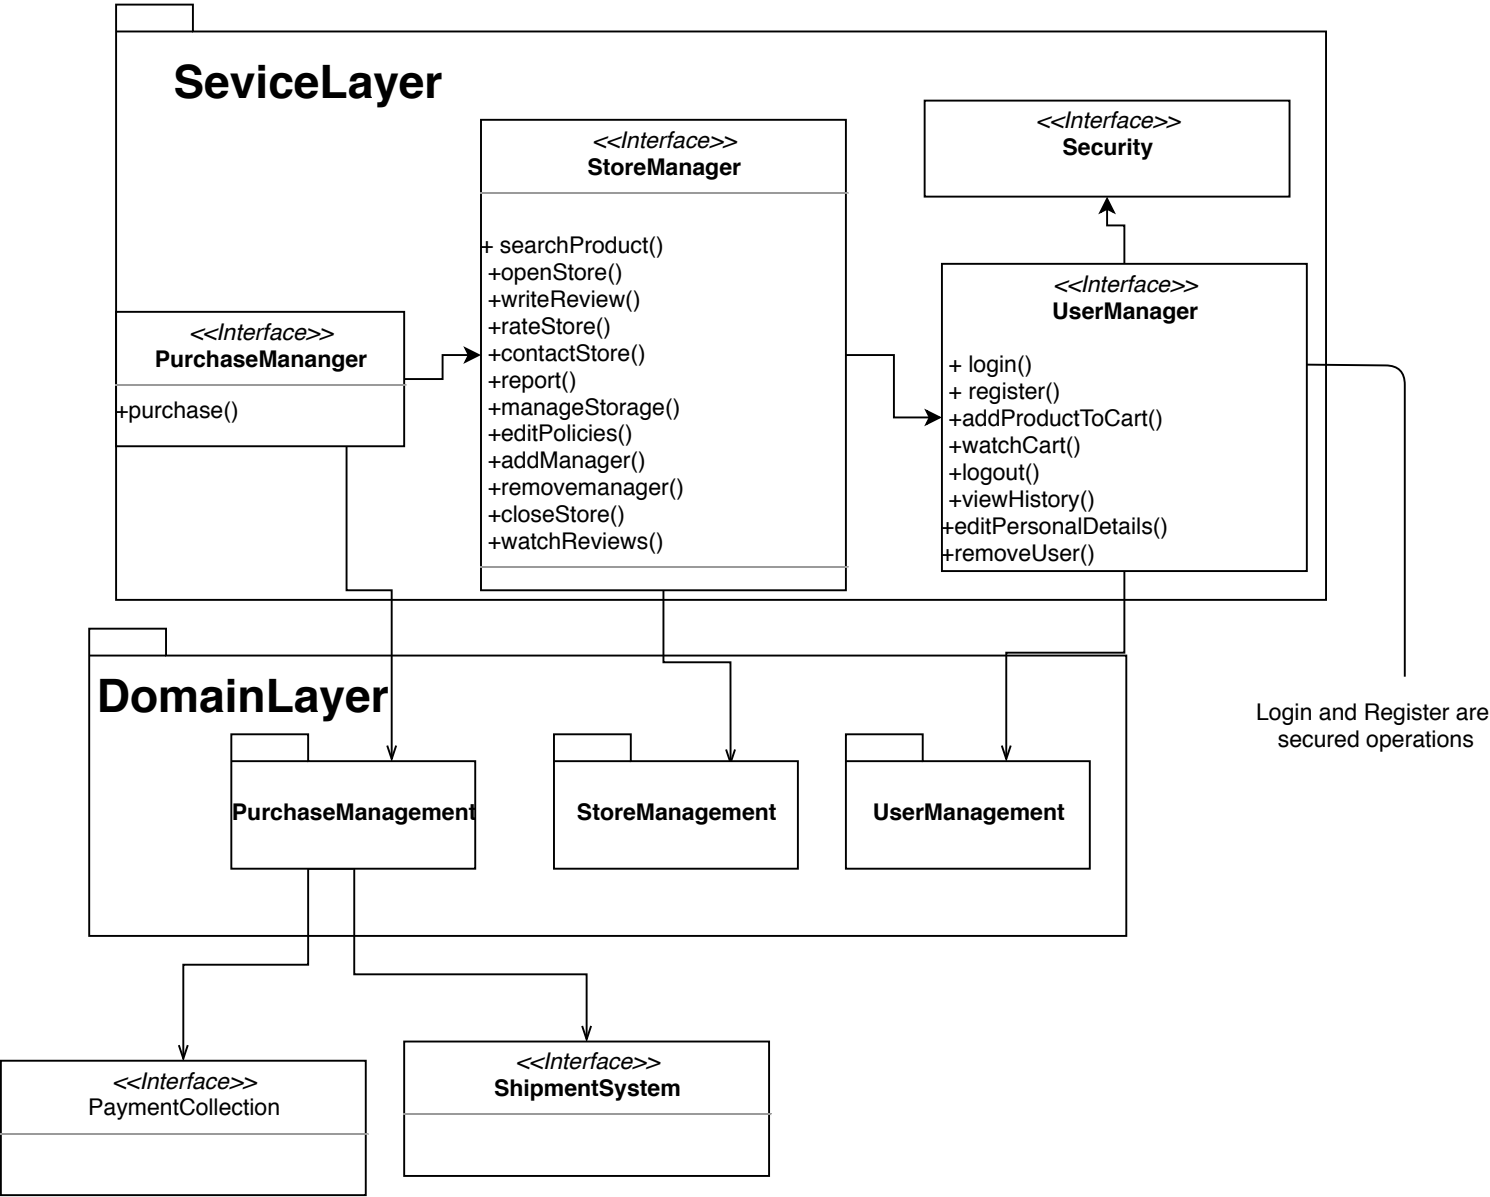 SeviceLayer
<<Interface>>
StoreManager
+ searchProduct()
+openStore()
+writeReview()
+rateStore()
+contactStore()
+report()
+manageStorage()
+editPolicies()
+addManager()
+removemanager()
+closeStore()
+watchReviews()
<<Interface>>
Security
<<Interface>>
UserManager
+ login()
+ register()
+addProductToCart()
+watchCart()
+logout()
+viewHistory()
+editPersonalDetails()
+removeUser()
<<Interface>>
PurchaseMananger
+purchase()
DomainLayer
PurchaseManagement
StoreManagement
UserManagement
Login and Register are
secured operations
<<Interface>>
PaymentCollection
<<Interface>>
ShipmentSystem